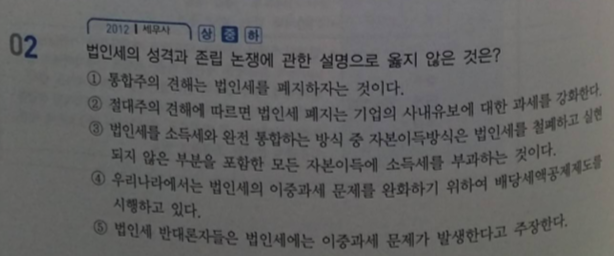 02
2012 | 세무사 상 중 하
법인세의 성격과 존립 논쟁에 관한 설명으로 옳지 않은 것은?
① 통합주의 견해는 법인세를 폐지하자는 것이다.
② 절대주의 견해에 따르면 법인세 폐지는 기업의 사내유보에 대한 과세를 강화한다.
③ 법인세를 소득세와 완전 통합하는 방식 중 자본이득방식은 법인세를 철폐하고 실현
되지 않은 부분을 포함한 모든 자본이득에 소득세를 부과하는 것이다.
④ 우리나라에서는 법인세의 이중과세 문제를 완화하기 위하여 배당세액공제제도를
시행하고 있다.
⑤ 법인세 반대론자들은 법인세에는 이중과세 문제가 발생한다고 주장한다.